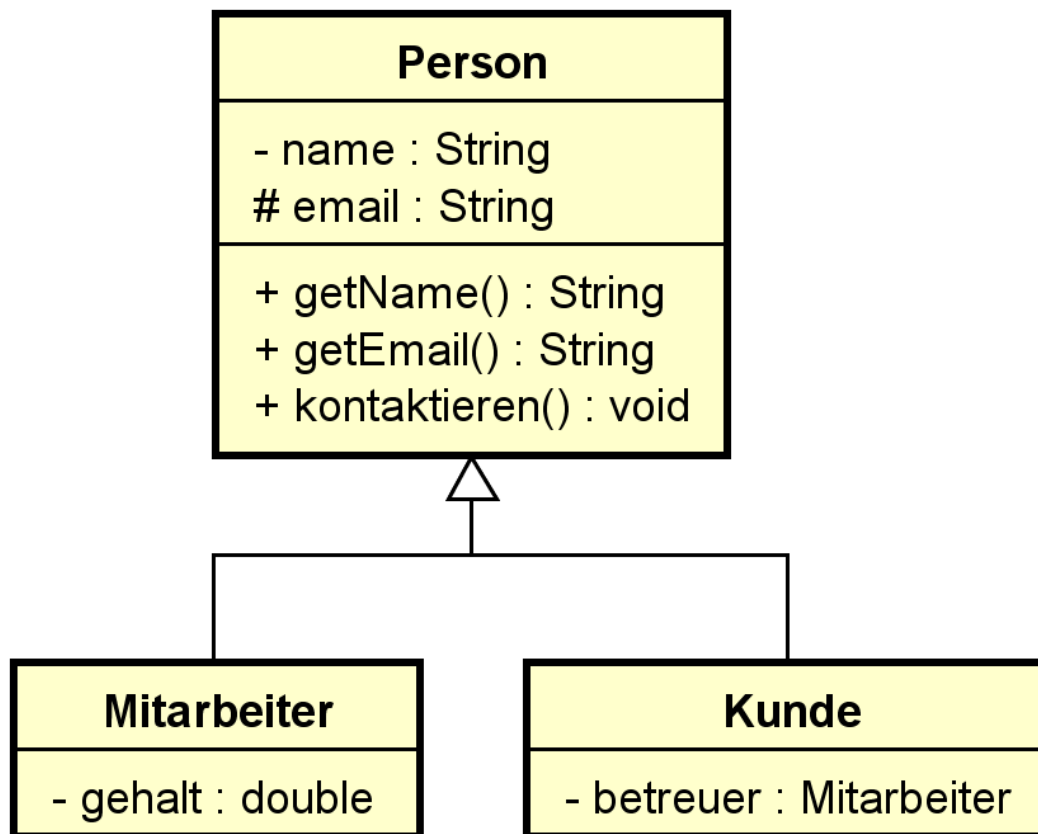 Person
- name : String
# email : String
+ getName() : String
+ getEmail() : String
+ kontaktieren() : void
Mitarbeiter
- gehalt : double
Kunde
- betreuer : Mitarbeiter